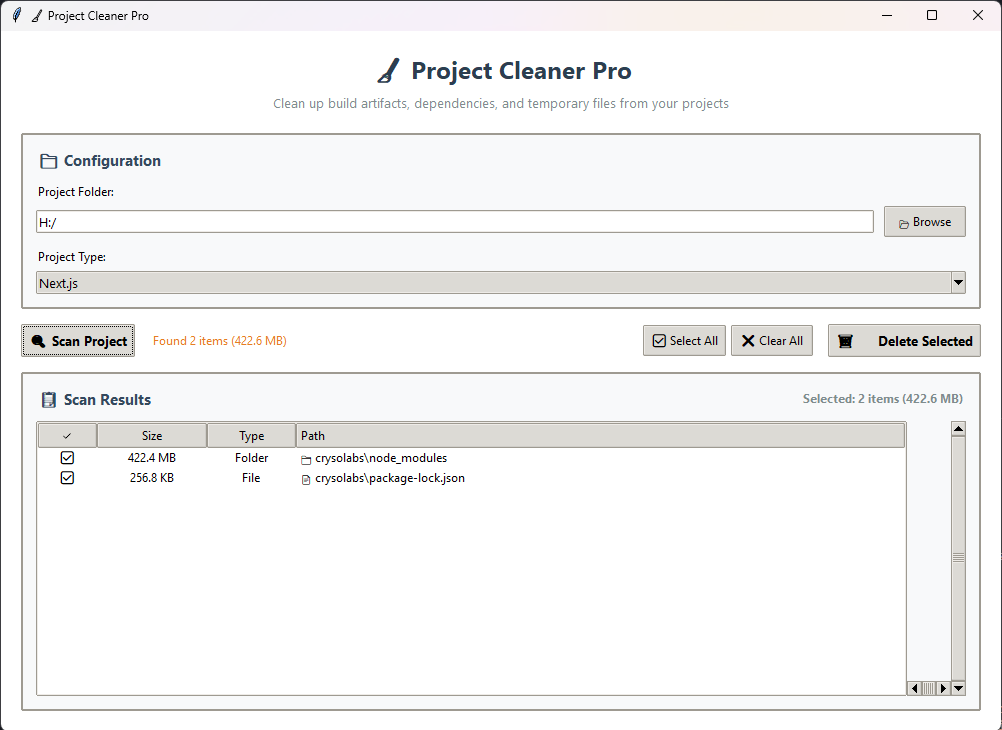 Project Cleaner Pro
Project Cleaner Pro
Clean up build artifacts, dependencies, and temporary files from your projects
Configuration
Project Folder:
H:/
Browse
Project Type:
Next.js
Scan Project
Found 2 items (422.6 MB)
Select All
Clear All
Delete Selected
Scan Results
Selected: 2 items (422.6 MB)
✓ Size Type Path
422.4 MB Folder crysolabs\node_modules
256.8 KB File crysolabs\package-lock.json